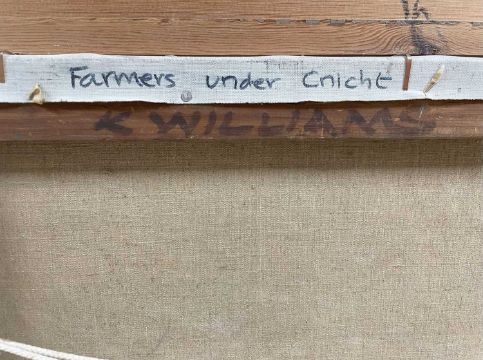 Farmers under Cnicht
K WILLIAMS